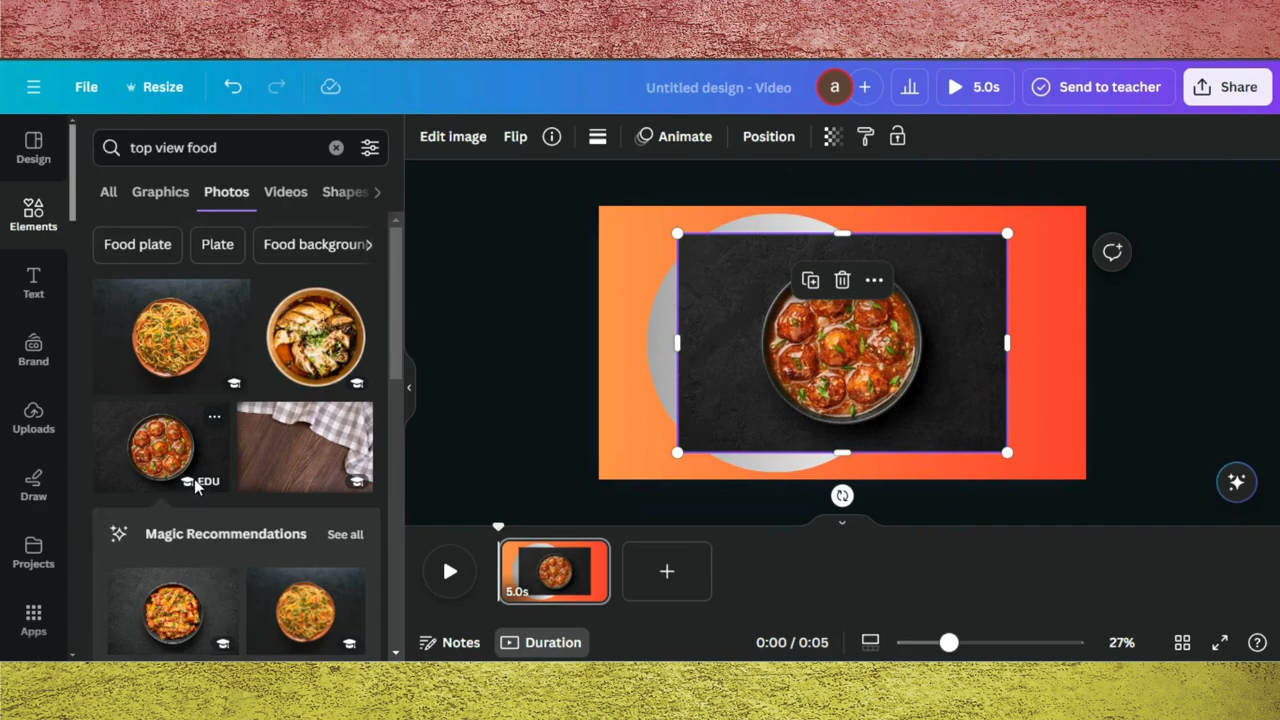 File
Resize
Untitled design - Video
a
5.0s
Send to teacher
Share
Design
Elements
Text
Brand
Uploads
Draw
Projects
Apps
top view food
All
Graphics
Photos
Videos
Shapes
Food plate
Plate
Food backgroun
EDU
Magic Recommendations
See all
Edit image
Flip
Animate
Position
5.0s
Notes
Duration
0:00 / 0:05
27%